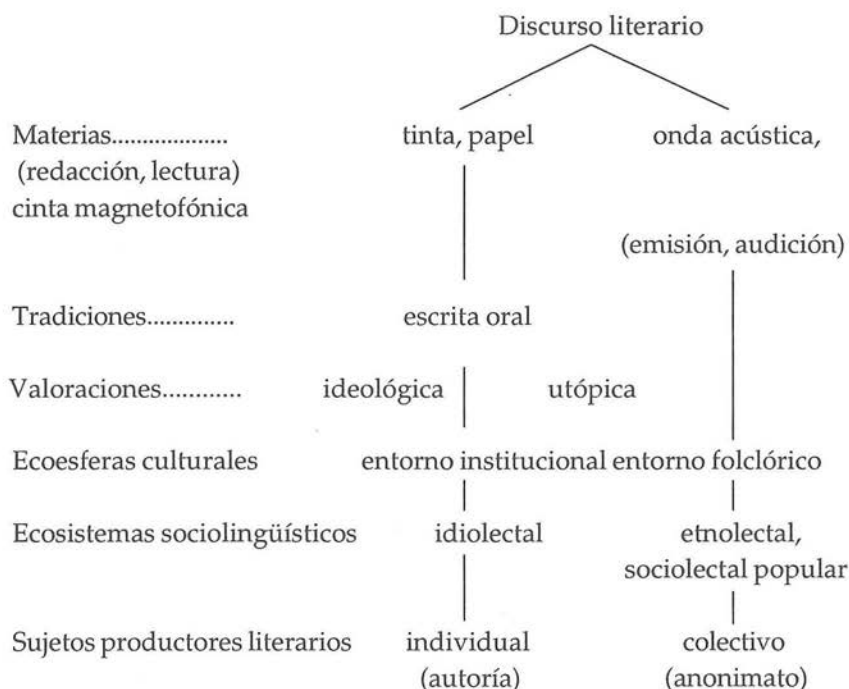 Discurso literario
Materias.................... tinta, papel onda acústica,
(redacción, lectura)
cinta magnetofónica
(emisión, audición)
Tradiciones.............. escrita oral
Valoraciones............ ideológica utópica
Ecoesferas culturales entorno institucional entorno folclórico
Ecosistemas sociolingüísticos idiolectal etnolectal,
sociolectal popular
Sujetos productores literarios individual colectivo
(autoría) (anonimato)